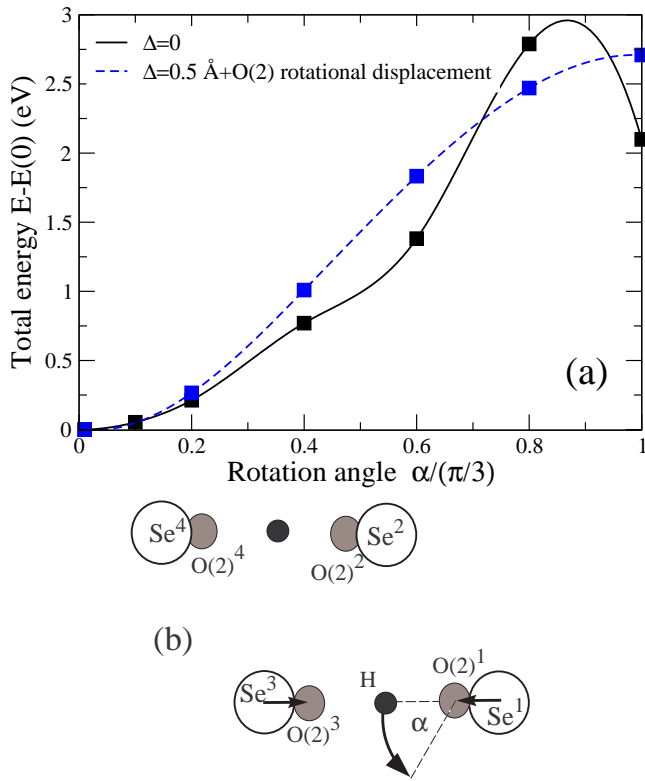 3
2.5
2
1.5
1
0.5
0
Total energy E-E(0) (eV)
Δ=0
Δ=0.5 Å+O(2) rotational displacement
(a)
0 0.2 0.4 0.6 0.8 1
Rotation angle α/(π/3)
Se⁴ O(2)⁴ O(2)² Se²
(b)
Se³ O(2)³ H α O(2)¹ Se¹